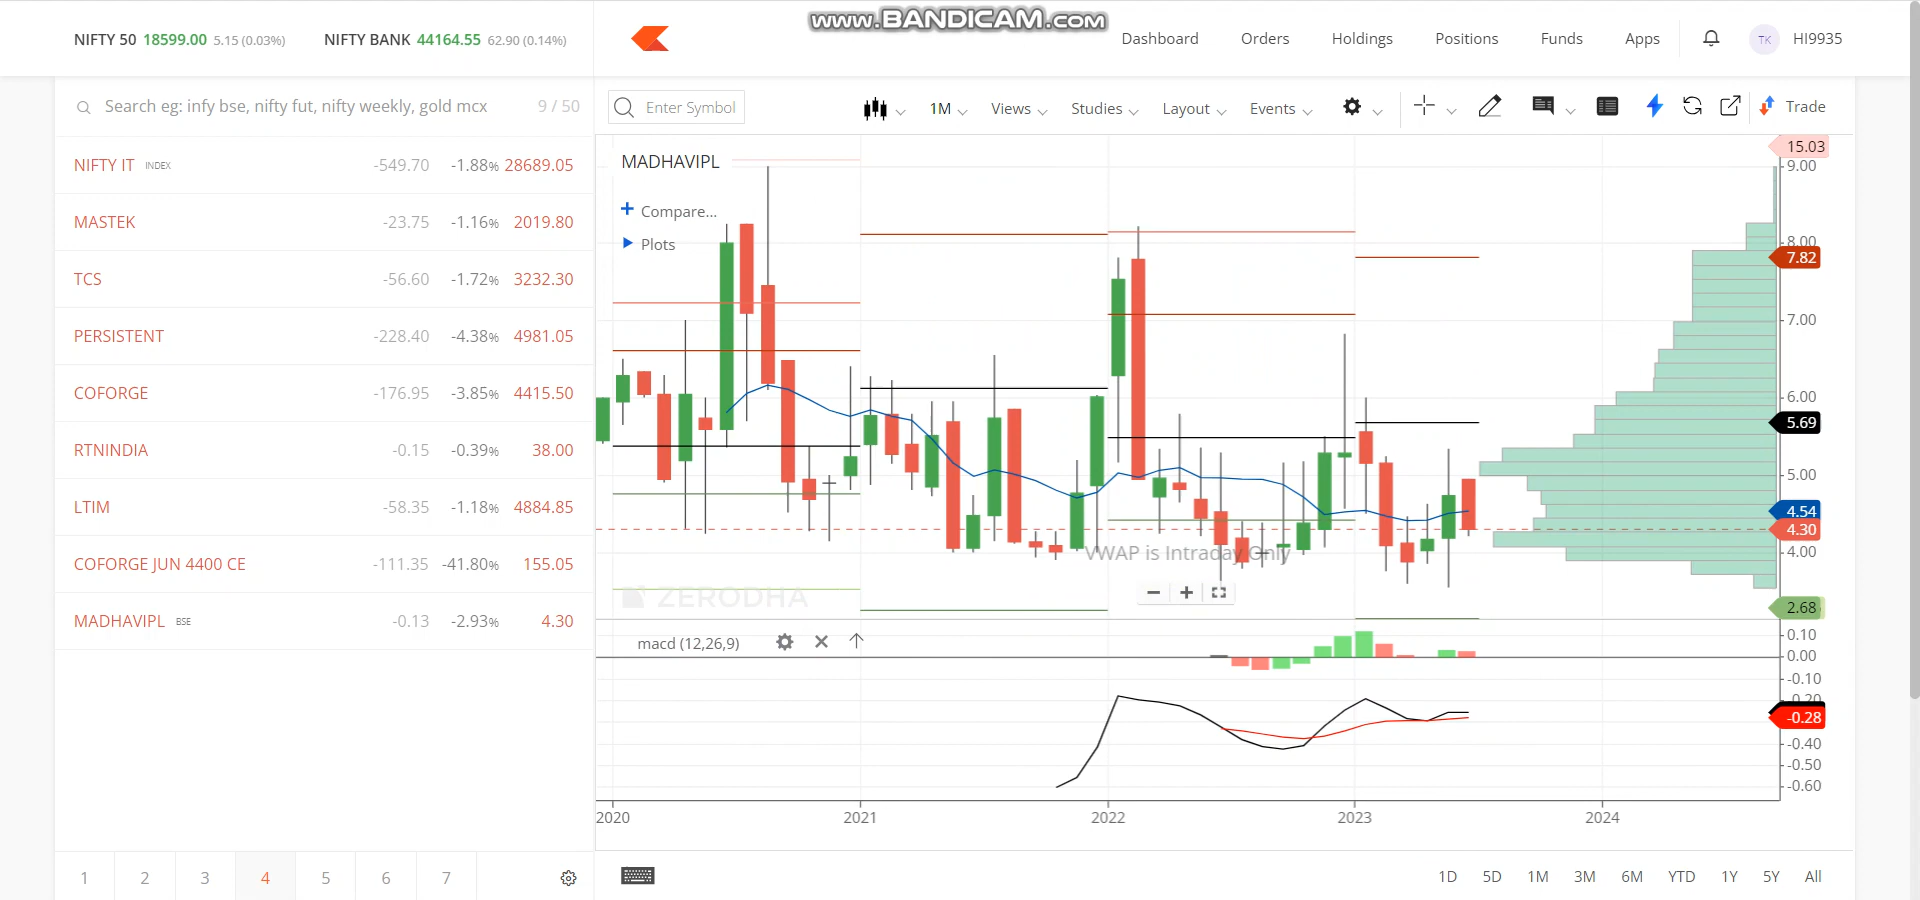 www.BANDICAM.com
NIFTY 50 18599.00 5.15 (0.03%) NIFTY BANK 44164.55 62.90 (0.14%)
Dashboard Orders Holdings Positions Funds Apps TK HI9935
Search eg: infy bse, nifty fut, nifty weekly, gold mcx 9 / 50
Enter Symbol 1M Views Studies Layout Events Trade
NIFTY IT INDEX -549.70 -1.88% 28689.05
MASTEK -23.75 -1.16% 2019.80
TCS -56.60 -1.72% 3232.30
PERSISTENT -228.40 -4.38% 4981.05
COFORGE -176.95 -3.85% 4415.50
RTNINDIA -0.15 -0.39% 38.00
LTIM -58.35 -1.18% 4884.85
COFORGE JUN 4400 CE -111.35 -41.80% 155.05
MADHAVIPL BSE -0.13 -2.93% 4.30
1 2 3 4 5 6 7
MADHAVIPL
Compare...
Plots
15.03
9.00
8.00
7.82
7.00
6.00
5.69
5.00
4.54
4.30
4.00
2.68
VWAP is Intraday Only
ZERODHA
macd (12,26,9)
0.10
0.00
-0.10
-0.20
-0.28
-0.40
-0.50
-0.60
2020 2021 2022 2023 2024
1D 5D 1M 3M 6M YTD 1Y 5Y All